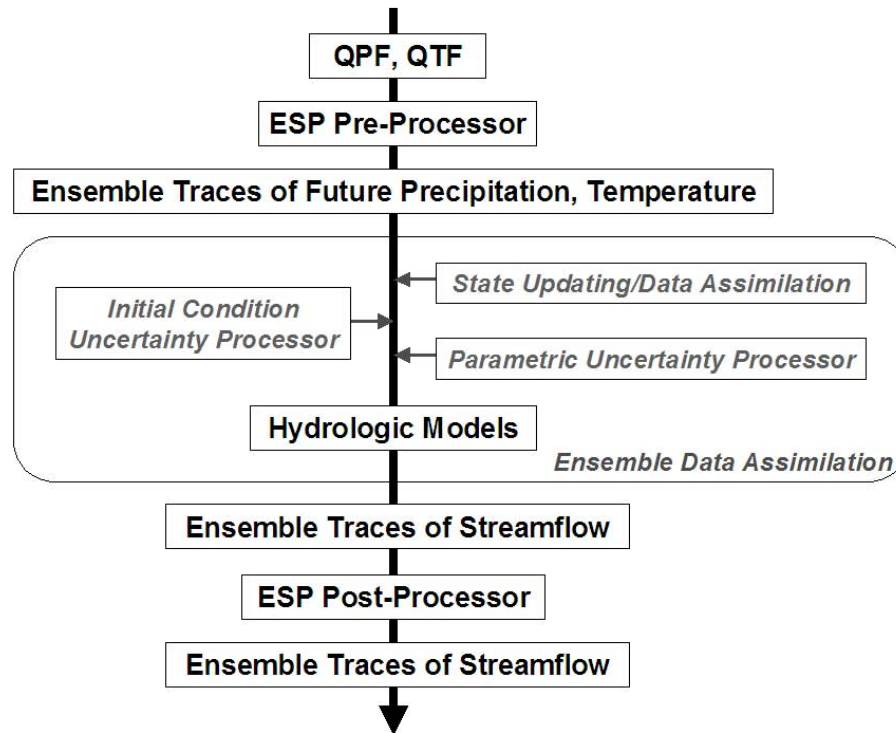 QPF, QTF
ESP Pre-Processor
Ensemble Traces of Future Precipitation, Temperature
State Updating/Data Assimilation
Initial Condition
Uncertainty Processor
Parametric Uncertainty Processor
Hydrologic Models
Ensemble Data Assimilation
Ensemble Traces of Streamflow
ESP Post-Processor
Ensemble Traces of Streamflow